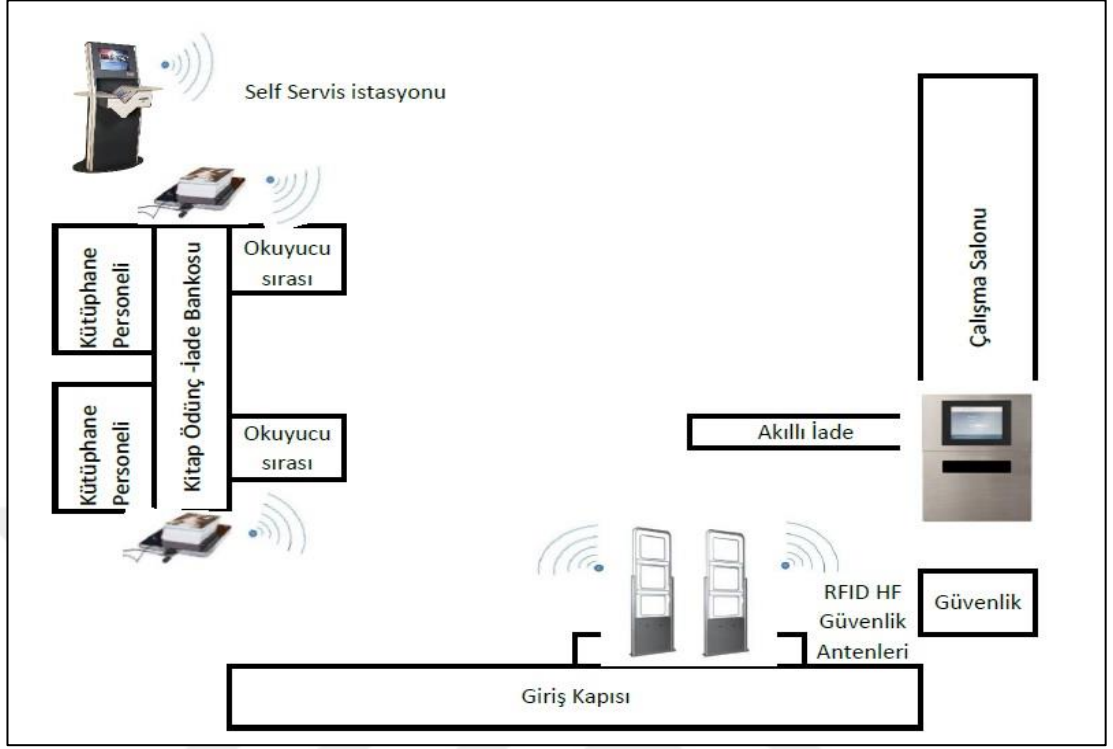 Self Servis istasyonu
Kütüphane
Personeli
Kitap Ödünç -İade Bankosu
Okuyucu
sırası
Çalışma Salonu
Kütüphane
Personeli
Okuyucu
sırası
Akıllı İade
RFID HF
Güvenlik
Antenleri
Güvenlik
Giriş Kapısı